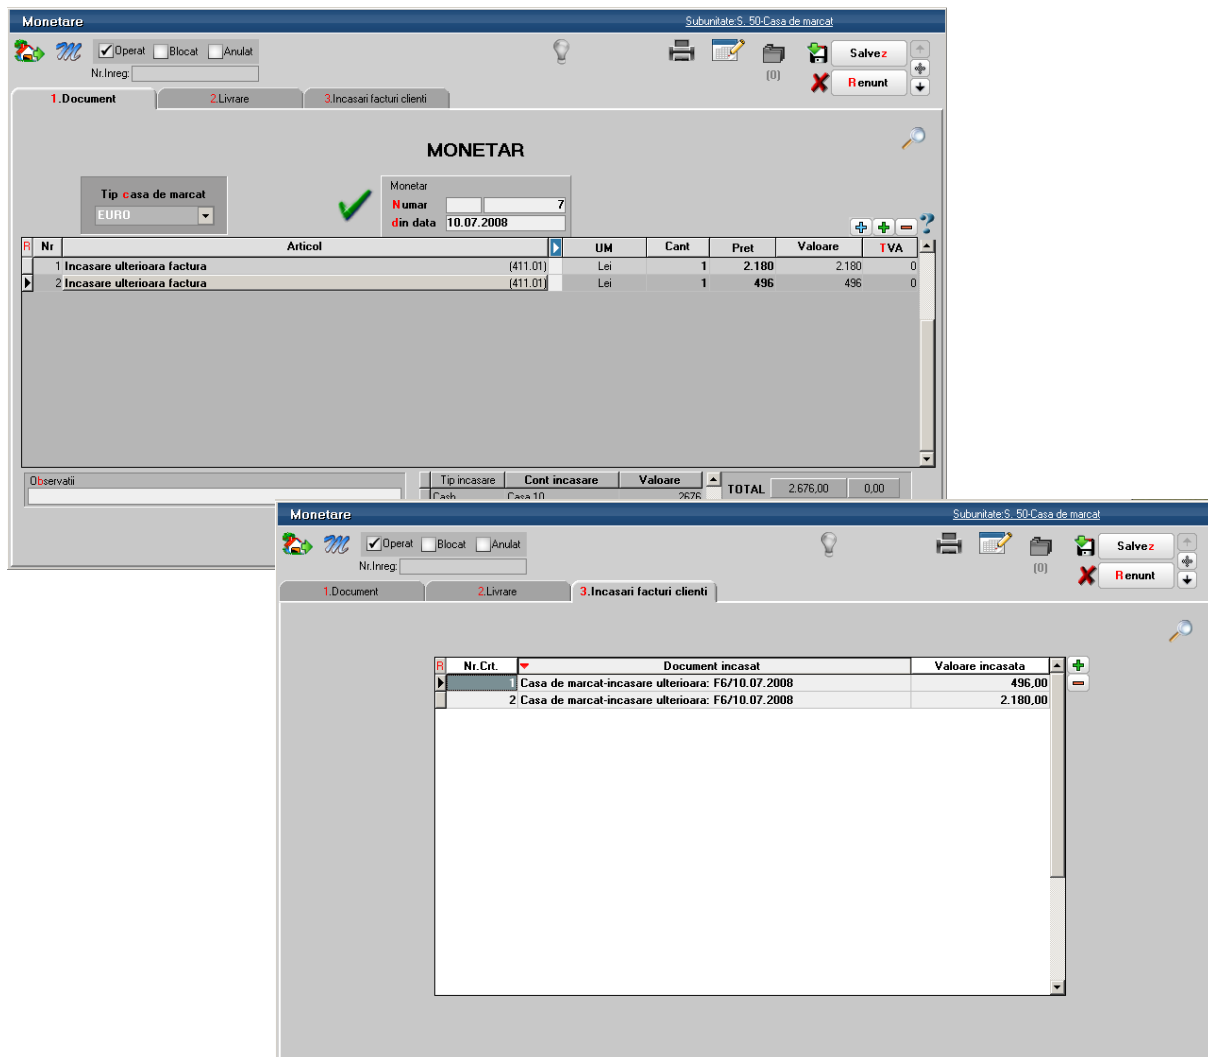 Monetare
Subunitate:S. 50-Casa de marcat
Operat Blocat Anulat
Nr.Inreg:
(0)
Salvez
Renunt
1.Document 2.Livrare 3.Incasari facturi clienti
MONETAR
Tip casa de marcat
EURO
Monetar
Numar 7
din data 10.07.2008
R Nr Articol UM Cant Pret Valoare TVA
1 Incasare ulterioara factura (411.01) Lei 1 2.180 2.180 0
2 Incasare ulterioara factura (411.01) Lei 1 496 496 0
Observatii
Tip incasare Cont incasare Valoare
Cash Casa 10 2676
TOTAL 2.676,00 0,00
Monetare
Subunitate:S. 50-Casa de marcat
Operat Blocat Anulat
Nr.Inreg:
(0)
Salvez
Renunt
1.Document 2.Livrare 3.Incasari facturi clienti
R Nr.Crt. Document incasat Valoare incasata
1 Casa de marcat-incasare ulterioara: F6/10.07.2008 496,00
2 Casa de marcat-incasare ulterioara: F6/10.07.2008 2.180,00